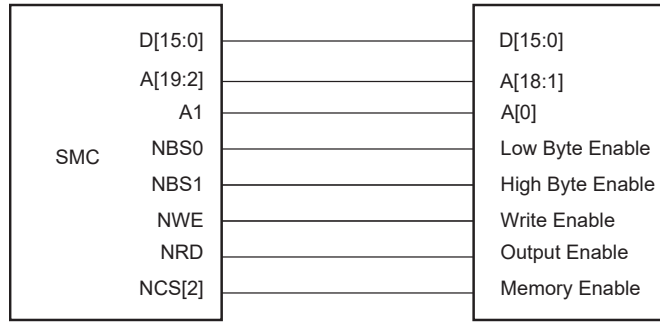 D[15:0] D[15:0]
A[19:2] A[18:1]
A1 A[0]
SMC NBS0 Low Byte Enable
NBS1 High Byte Enable
NWE Write Enable
NRD Output Enable
NCS[2] Memory Enable